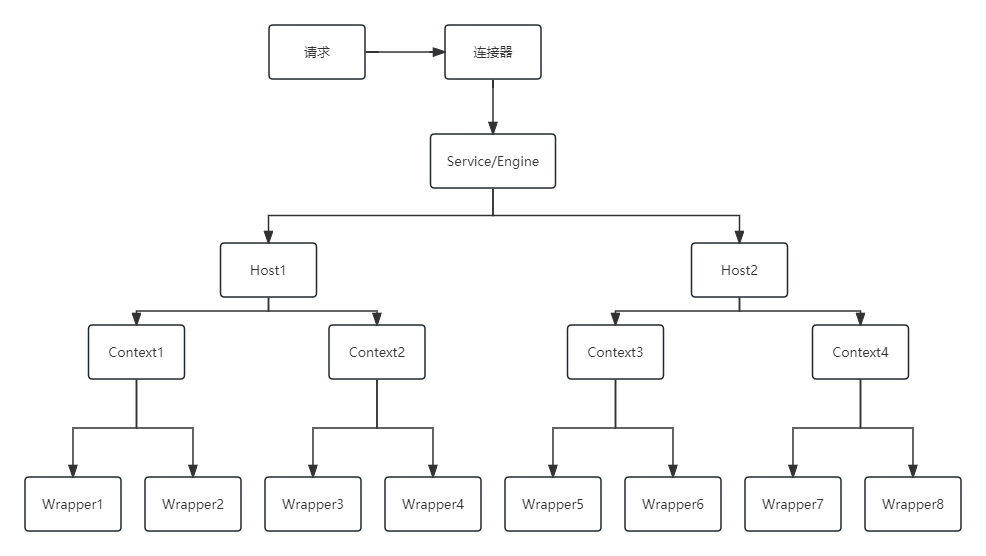 请求
连接器
Service/Engine
Host1
Host2
Context1
Context2
Context3
Context4
Wrapper1
Wrapper2
Wrapper3
Wrapper4
Wrapper5
Wrapper6
Wrapper7
Wrapper8